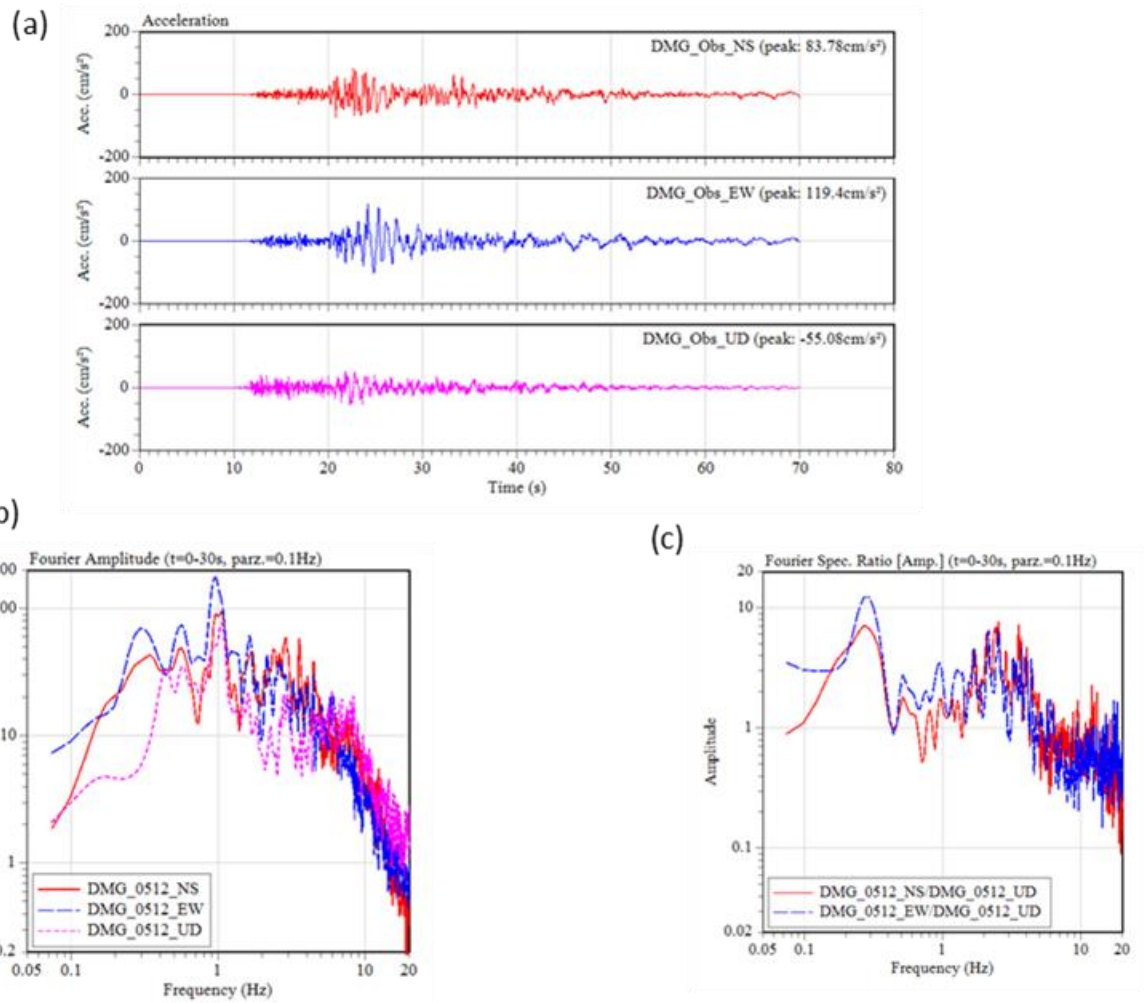 (a)
Acceleration
200
DMG_Obs_NS (peak: 83.78cm/s²)
Acc. (cm/s²)
0
-200
200
DMG_Obs_EW (peak: 119.4cm/s²)
Acc. (cm/s²)
0
-200
200
DMG_Obs_UD (peak: -55.08cm/s²)
Acc. (cm/s²)
0
-200
0 10 20 30 40 50 60 70 80
Time (s)
)
Fourier Amplitude (t=0-30s, parz.=0.1Hz)
00
00
10
1
.2
DMG_0512_NS
DMG_0512_EW
DMG_0512_UD
0.05 0.1 1 10 20
Frequency (Hz)
(c)
Fourier Spec. Ratio [Amp.] (t=0-30s, parz.=0.1Hz)
20
10
1
0.1
0.02
Amplitude
DMG_0512_NS/DMG_0512_UD
DMG_0512_EW/DMG_0512_UD
0.05 0.1 1 10 20
Frequency (Hz)